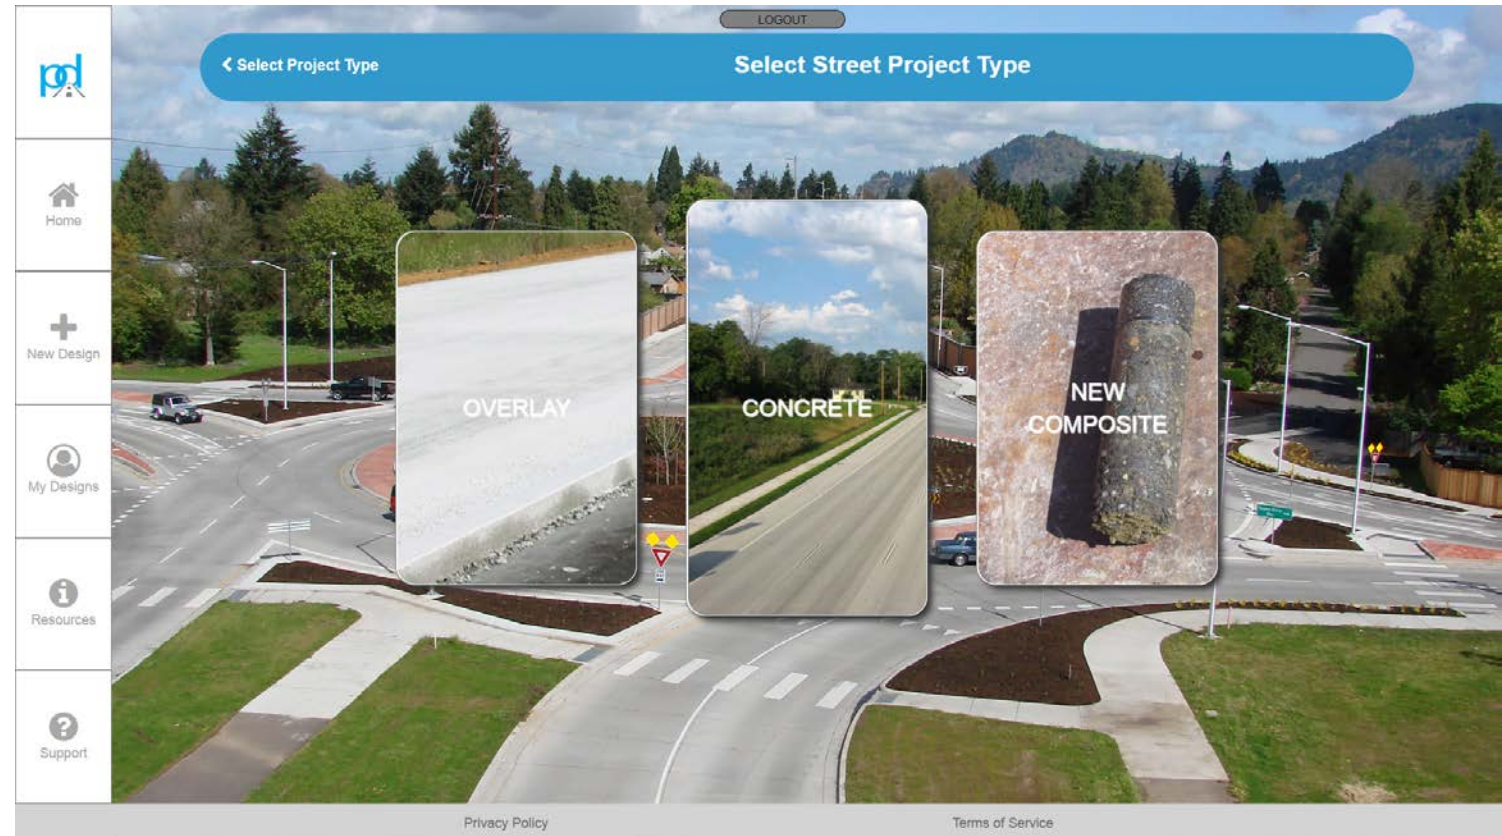 LOGOUT
pd
Select Project Type
Select Street Project Type
Home
New Design
My Designs
Resources
Support
OVERLAY
CONCRETE
NEW
COMPOSITE
Privacy Policy
Terms of Service